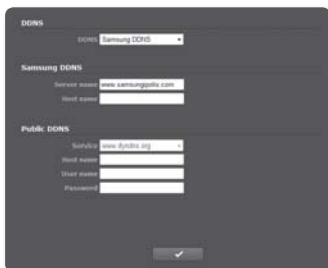 DDNS
DDNS Samsung DDNS
Samsung DDNS
Server name www.samsungipolis.com
Host name
Public DDNS
Service www.dyndns.org
Host name
User name
Password